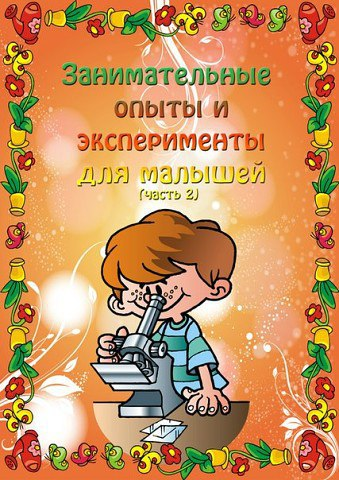 Занимательные
опыты и
эксперименты
для малышей
(часть 2)